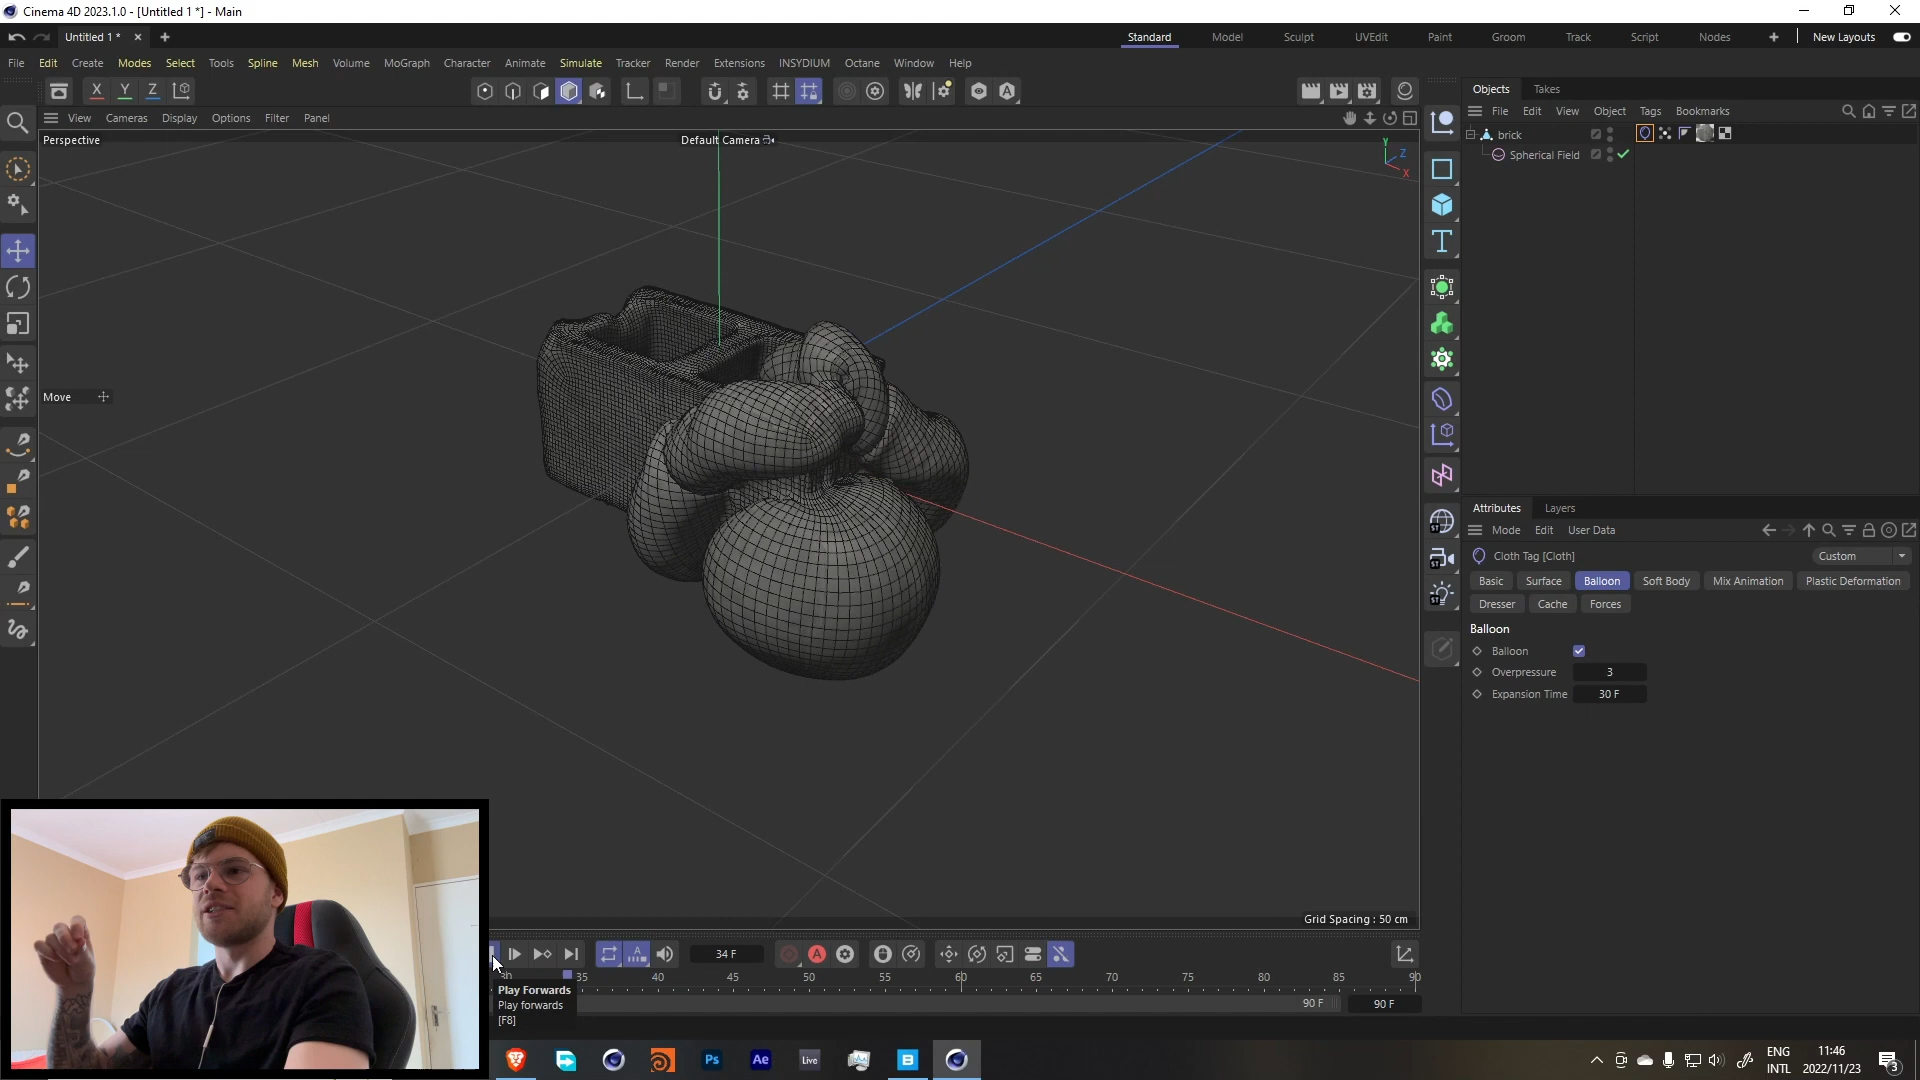 Cinema 4D 2023.1.0 - [Untitled 1 *] - Main
Untitled 1 *
Standard Model Sculpt UVEdit Paint Groom Track Script Nodes New Layouts
File Edit Create Modes Select Tools Spline Mesh Volume MoGraph Character Animate Simulate Tracker Render Extensions INSYDIUM Octane Window Help
X Y Z
View Cameras Display Options Filter Panel
Perspective
Default Camera
Y
Z
X
Move
Grid Spacing : 50 cm
Objects Takes
File Edit View Object Tags Bookmarks
brick
Spherical Field
ST
ST
ST
Attributes Layers
Mode Edit User Data
Cloth Tag [Cloth]
Custom
Basic Surface Balloon Soft Body Mix Animation Plastic Deformation
Dresser Cache Forces
Balloon
Balloon
Overpressure 3
Expansion Time 30 F
34 F
35 40 45 50 55 60 65 70 75 80 85 90
Play Forwards
Play forwards
[F8]
90 F
90 F
Ps
Ae
Live
ENG
INTL
11:46
2022/11/23
3